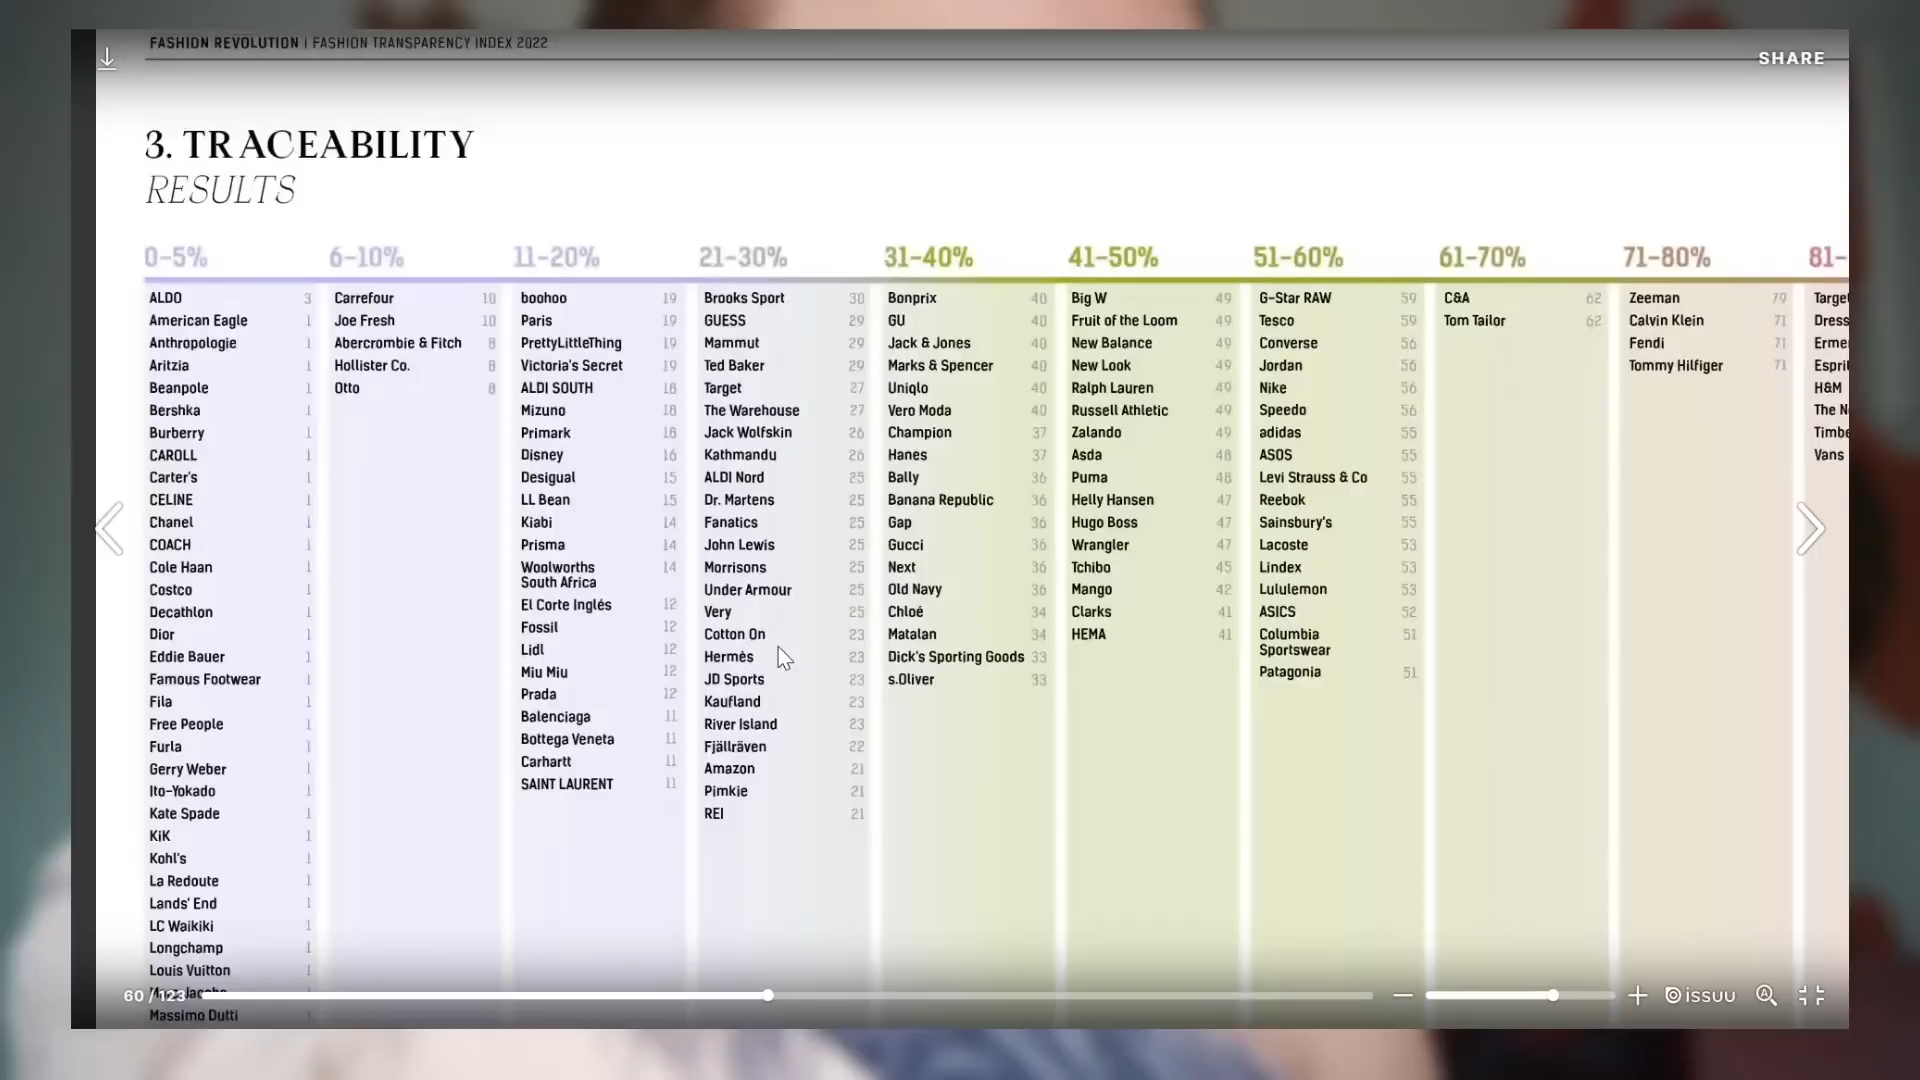 FASHION REVOLUTION | FASHION TRANSPARENCY INDEX 2022
SHARE
3. TRACEABILITY
RESULTS
0-5%
ALDO 3
American Eagle 1
Anthropologie 1
Aritzia 1
Beanpole 1
Bershka 1
Burberry 1
CAROLL 1
Carter's 1
CELINE 1
Chanel 1
COACH 1
Cole Haan 1
Costco 1
Decathlon 1
Dior 1
Eddie Bauer 1
Famous Footwear 1
Fila 1
Free People 1
Furla 1
Gerry Weber 1
Ito-Yokado 1
Kate Spade 1
KiK 1
Kohl's 1
La Redoute 1
Lands' End 1
LC Waikiki 1
Longchamp 1
Louis Vuitton 1
Massimo Dutti
6-10%
Carrefour 10
Joe Fresh 10
Abercrombie & Fitch 8
Hollister Co. 8
Otto 8
11-20%
boohoo 19
Paris 19
PrettyLittleThing 19
Victoria's Secret 19
ALDI SOUTH 18
Mizuno 18
Primark 18
Disney 16
Desigual 15
LL Bean 15
Kiabi 14
Prisma 14
Woolworths 14
South Africa
El Corte Inglés 12
Fossil 12
Lidl 12
Miu Miu 12
Prada 12
Balenciaga 11
Bottega Veneta 11
Carhartt 11
SAINT LAURENT 11
21-30%
Brooks Sport 30
GUESS 29
Mammut 29
Ted Baker 29
Target 27
The Warehouse 27
Jack Wolfskin 26
Kathmandu 26
ALDI Nord 25
Dr. Martens 25
Fanatics 25
John Lewis 25
Morrisons 25
Under Armour 25
Very 25
Cotton On 23
Hermès 23
JD Sports 23
Kaufland 23
River Island 23
Fjällräven 22
Amazon 21
Pimkie 21
REI 21
31-40%
Bonprix 40
GU 40
Jack & Jones 40
Marks & Spencer 40
Uniqlo 40
Vero Moda 40
Champion 37
Hanes 37
Bally 36
Banana Republic 36
Gap 36
Gucci 36
Next 36
Old Navy 36
Chloé 34
Matalan 34
Dick's Sporting Goods 33
s.Oliver 33
41-50%
Big W 49
Fruit of the Loom 49
New Balance 49
New Look 49
Ralph Lauren 49
Russell Athletic 49
Zalando 49
Asda 48
Puma 48
Helly Hansen 47
Hugo Boss 47
Wrangler 47
Tchibo 45
Mango 42
Clarks 41
HEMA 41
51-60%
G-Star RAW 59
Tesco 59
Converse 56
Jordan 56
Nike 56
Speedo 56
adidas 55
ASOS 55
Levi Strauss & Co 55
Reebok 55
Sainsbury's 55
Lacoste 53
Lindex 53
Lululemon 53
ASICS 52
Columbia 51
Sportswear
Patagonia 51
61-70%
C&A 62
Tom Tailor 62
71-80%
Zeeman 79
Calvin Klein 71
Fendi 71
Tommy Hilfiger 71
81-
Targe
Dress
Erme
Espri
H&M
The N
Timbe
Vans
60 / 123
issuu